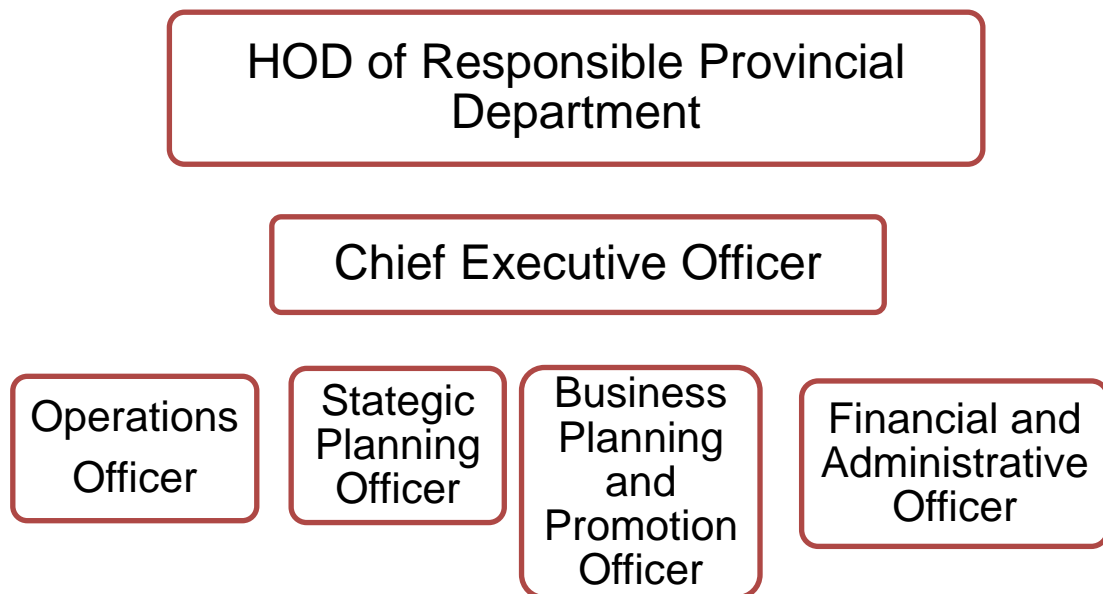 HOD of Responsible Provincial
Department
Chief Executive Officer
Operations
Officer
Stategic
Planning
Officer
Business
Planning
and
Promotion
Officer
Financial and
Administrative
Officer